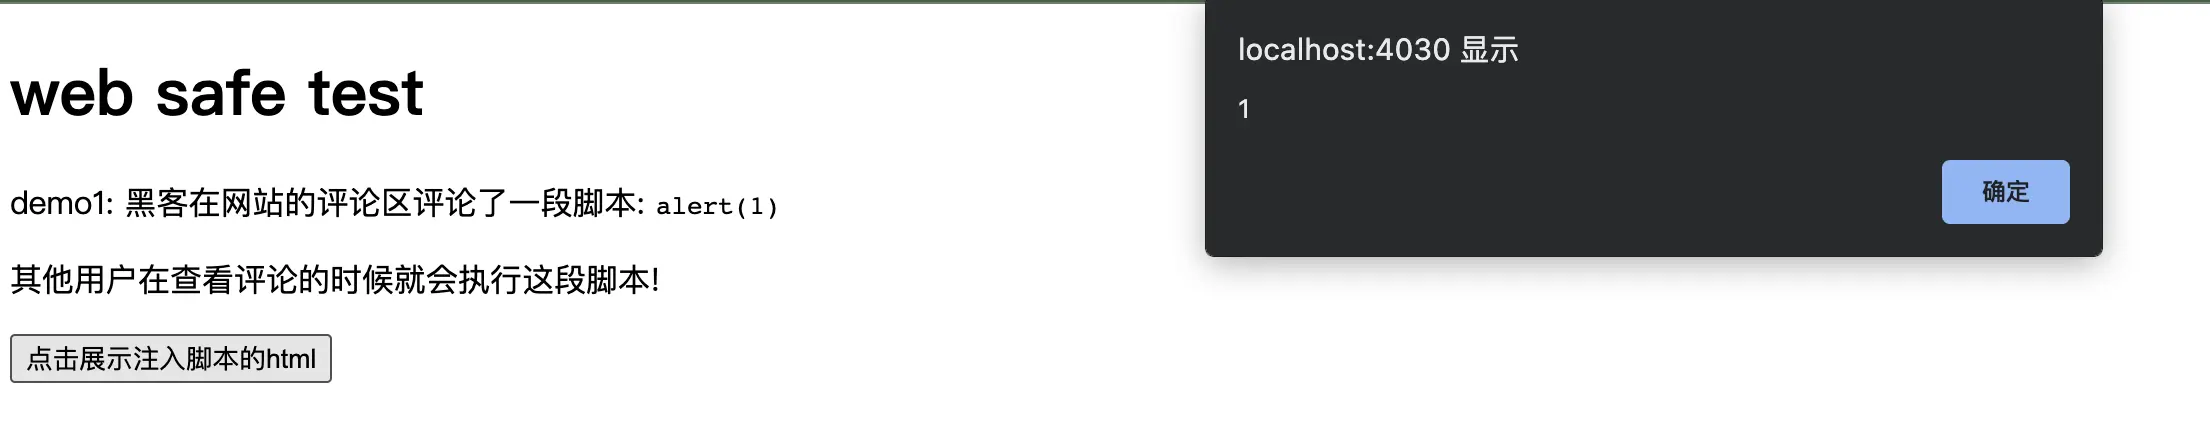 web safe test
demo1: 黑客在网站的评论区评论了一段脚本: alert(1)
其他用户在查看评论的时候就会执行这段脚本!
点击展示注入脚本的html
localhost:4030 显示
1
确定